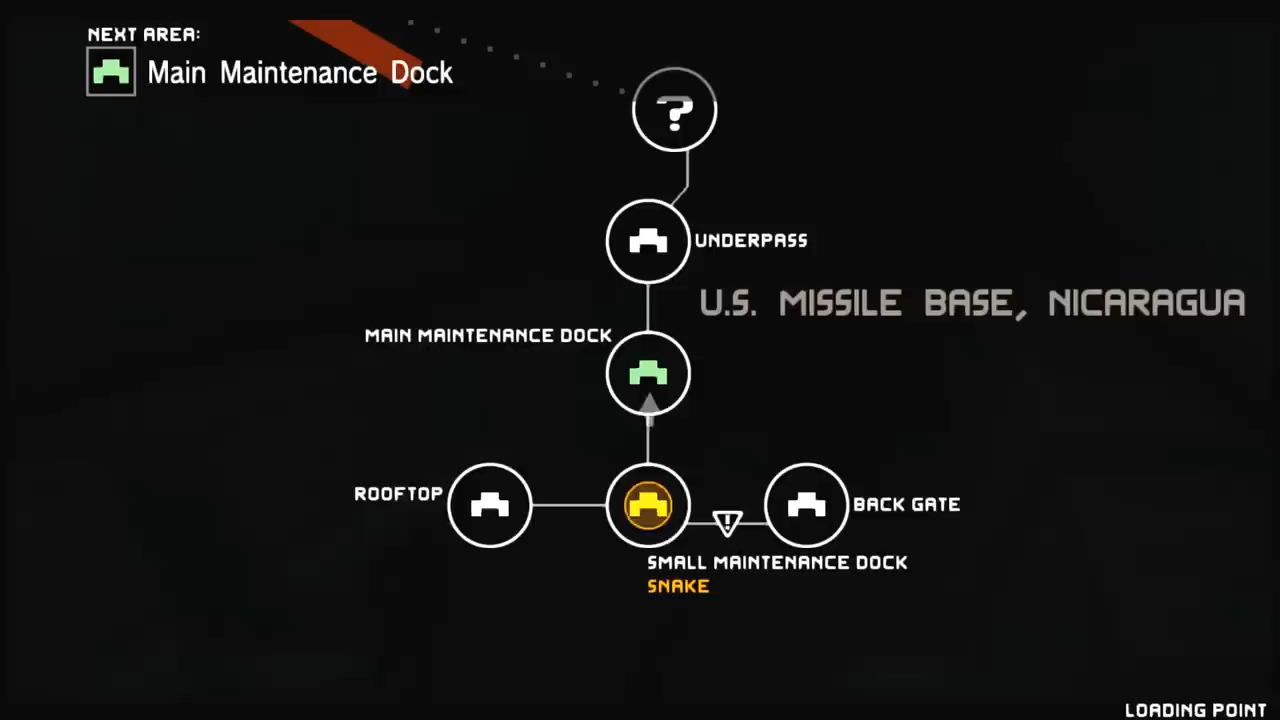 NEXT AREA:
Main Maintenance Dock
?
UNDERPASS
U.S. MISSILE BASE, NICARAGUA
MAIN MAINTENANCE DOCK
ROOFTOP
!
BACK GATE
SMALL MAINTENANCE DOCK
SNAKE
LOADING POINT